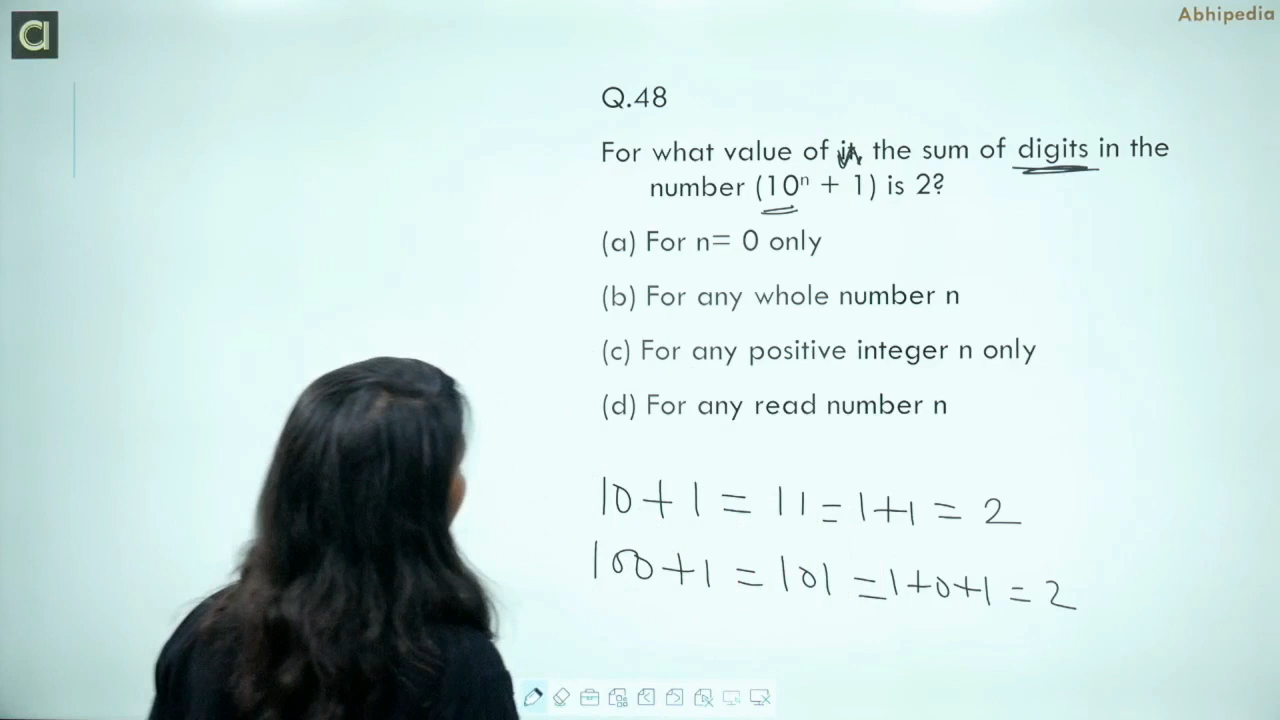 Abhipedia
Q.48
For what value of n, the sum of digits in the
number (10ⁿ + 1) is 2?
(a) For n= 0 only
(b) For any whole number n
(c) For any positive integer n only
(d) For any read number n
10+1 = 11 = 1+1 = 2
100+1 = 101 = 1+0+1 = 2